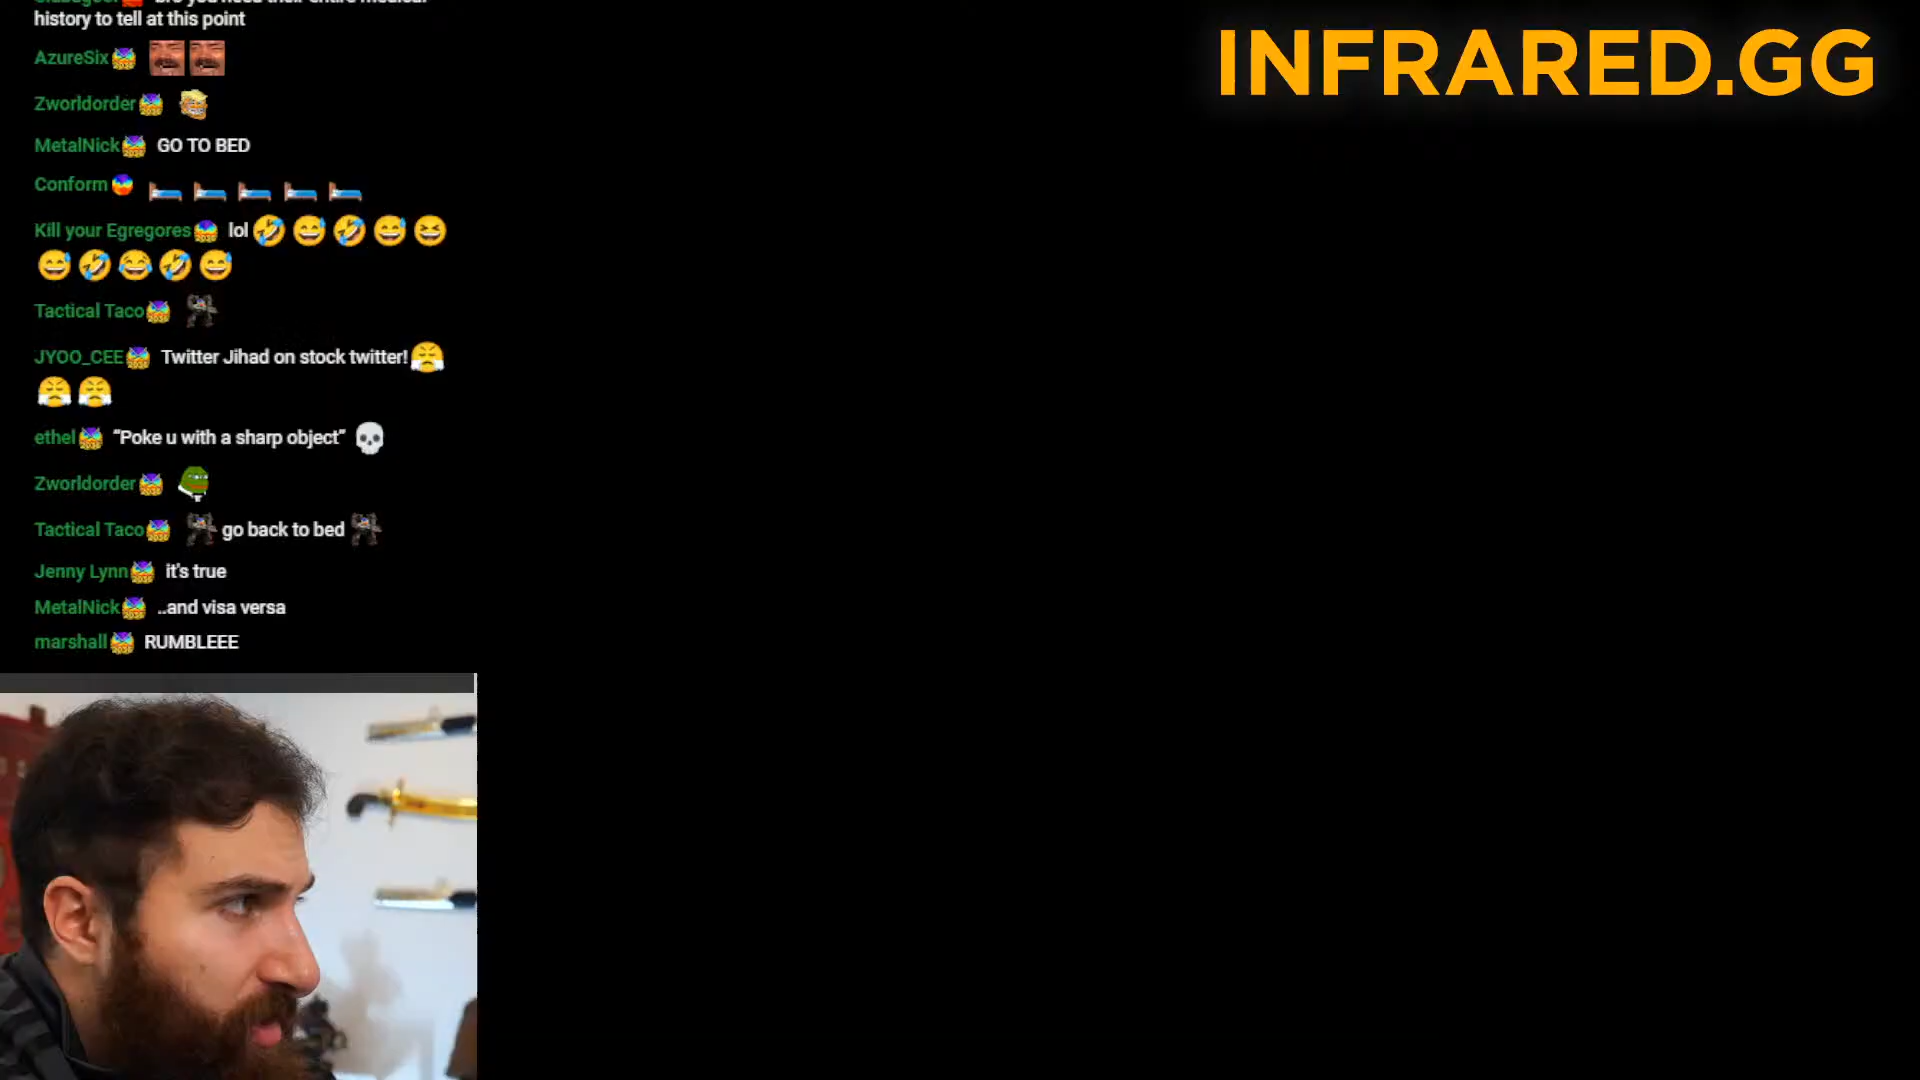 history to tell at this point
INFRARED.GG
AzureSix
Zworldorder
MetalNick GO TO BED
Conform
Kill your Egregores lol
Tactical Taco
JYOO_CEE Twitter Jihad on stock twitter!
ethel “Poke u with a sharp object”
Zworldorder
Tactical Taco go back to bed
Jenny Lynn it's true
MetalNick ..and visa versa
marshall RUMBLEEE